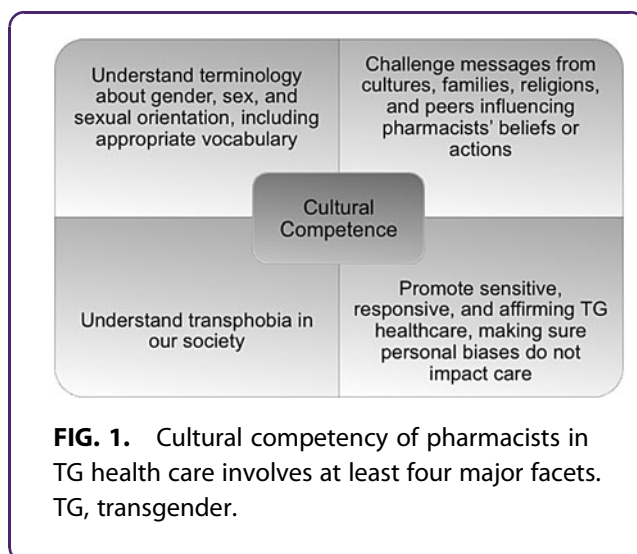 Understand terminology
about gender, sex, and
sexual orientation, including
appropriate vocabulary
Challenge messages from
cultures, families, religions,
and peers influencing
pharmacists' beliefs or
actions
Cultural
Competence
Understand transphobia in
our society
Promote sensitive,
responsive, and affirming TG
healthcare, making sure
personal biases do not
impact care
FIG. 1. Cultural competency of pharmacists in
TG health care involves at least four major facets.
TG, transgender.